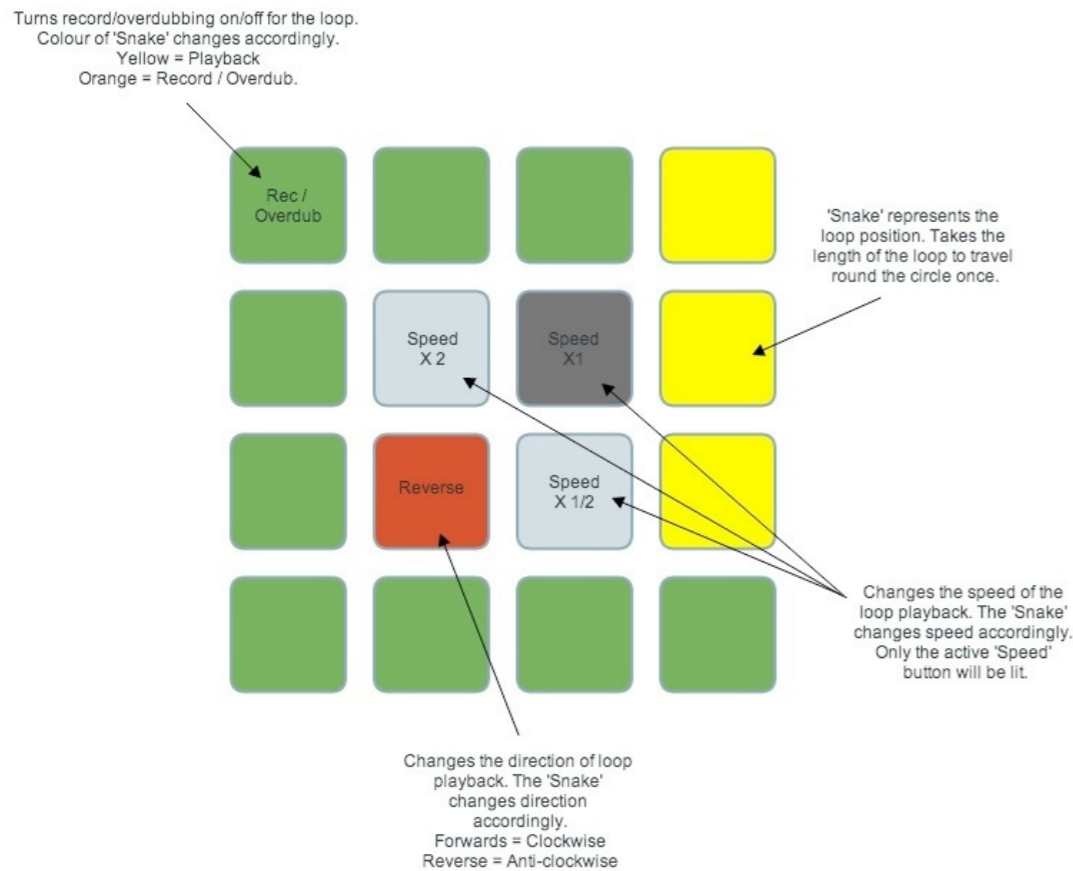 Turns record/overdubbing on/off for the loop.
Colour of 'Snake' changes accordingly.
Yellow = Playback
Orange = Record / Overdub.
Rec /
Overdub
'Snake' represents the
loop position. Takes the
length of the loop to travel
round the circle once.
Speed
X 2
Speed
X1
Reverse
Speed
X 1/2
Changes the speed of the
loop playback. The 'Snake'
changes speed accordingly.
Only the active 'Speed'
button will be lit.
Changes the direction of loop
playback. The 'Snake'
changes direction
accordingly.
Forwards = Clockwise
Reverse = Anti-clockwise